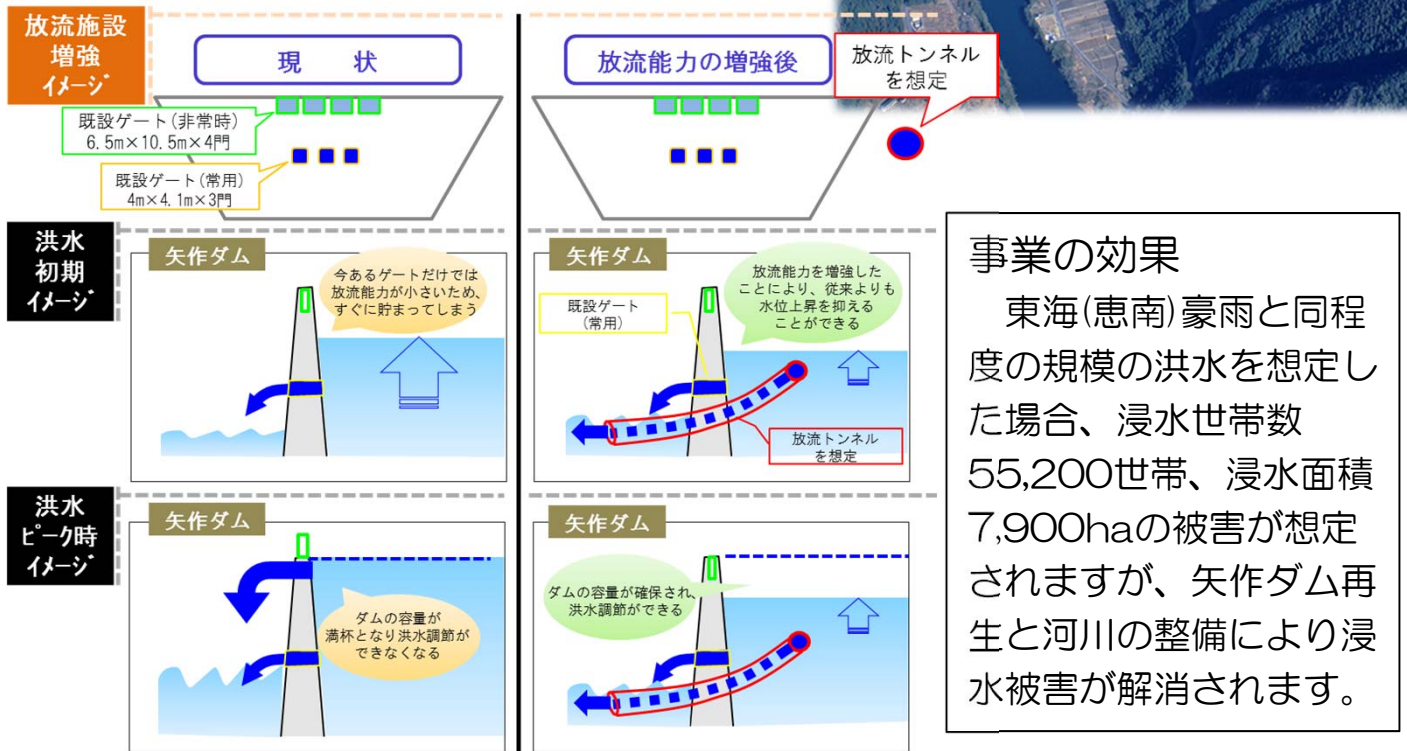 放流施設
増強
イメージ
現 状
放流能力の増強後
放流トンネル
を想定
既設ゲート(非常時)
6.5m×10.5m×4門
既設ゲート(常用)
4m×4.1m×3門
洪水
初期
イメージ
矢作ダム
今あるゲートだけでは
放流能力が小さいため、
すぐに貯まってしまう
矢作ダム
既設ゲート
(常用)
放流能力を増強した
ことにより、従来よりも
水位上昇を抑える
ことができる
放流トンネル
を想定
洪水
ピーク時
イメージ
矢作ダム
ダムの容量が
満杯となり洪水調節が
できなくなる
矢作ダム
ダムの容量が確保され、
洪水調節ができる
事業の効果
東海(恵南)豪雨と同程
度の規模の洪水を想定し
た場合、浸水世帯数
55,200世帯、浸水面積
7,900haの被害が想定
されますが、矢作ダム再
生と河川の整備により浸
水被害が解消されます。